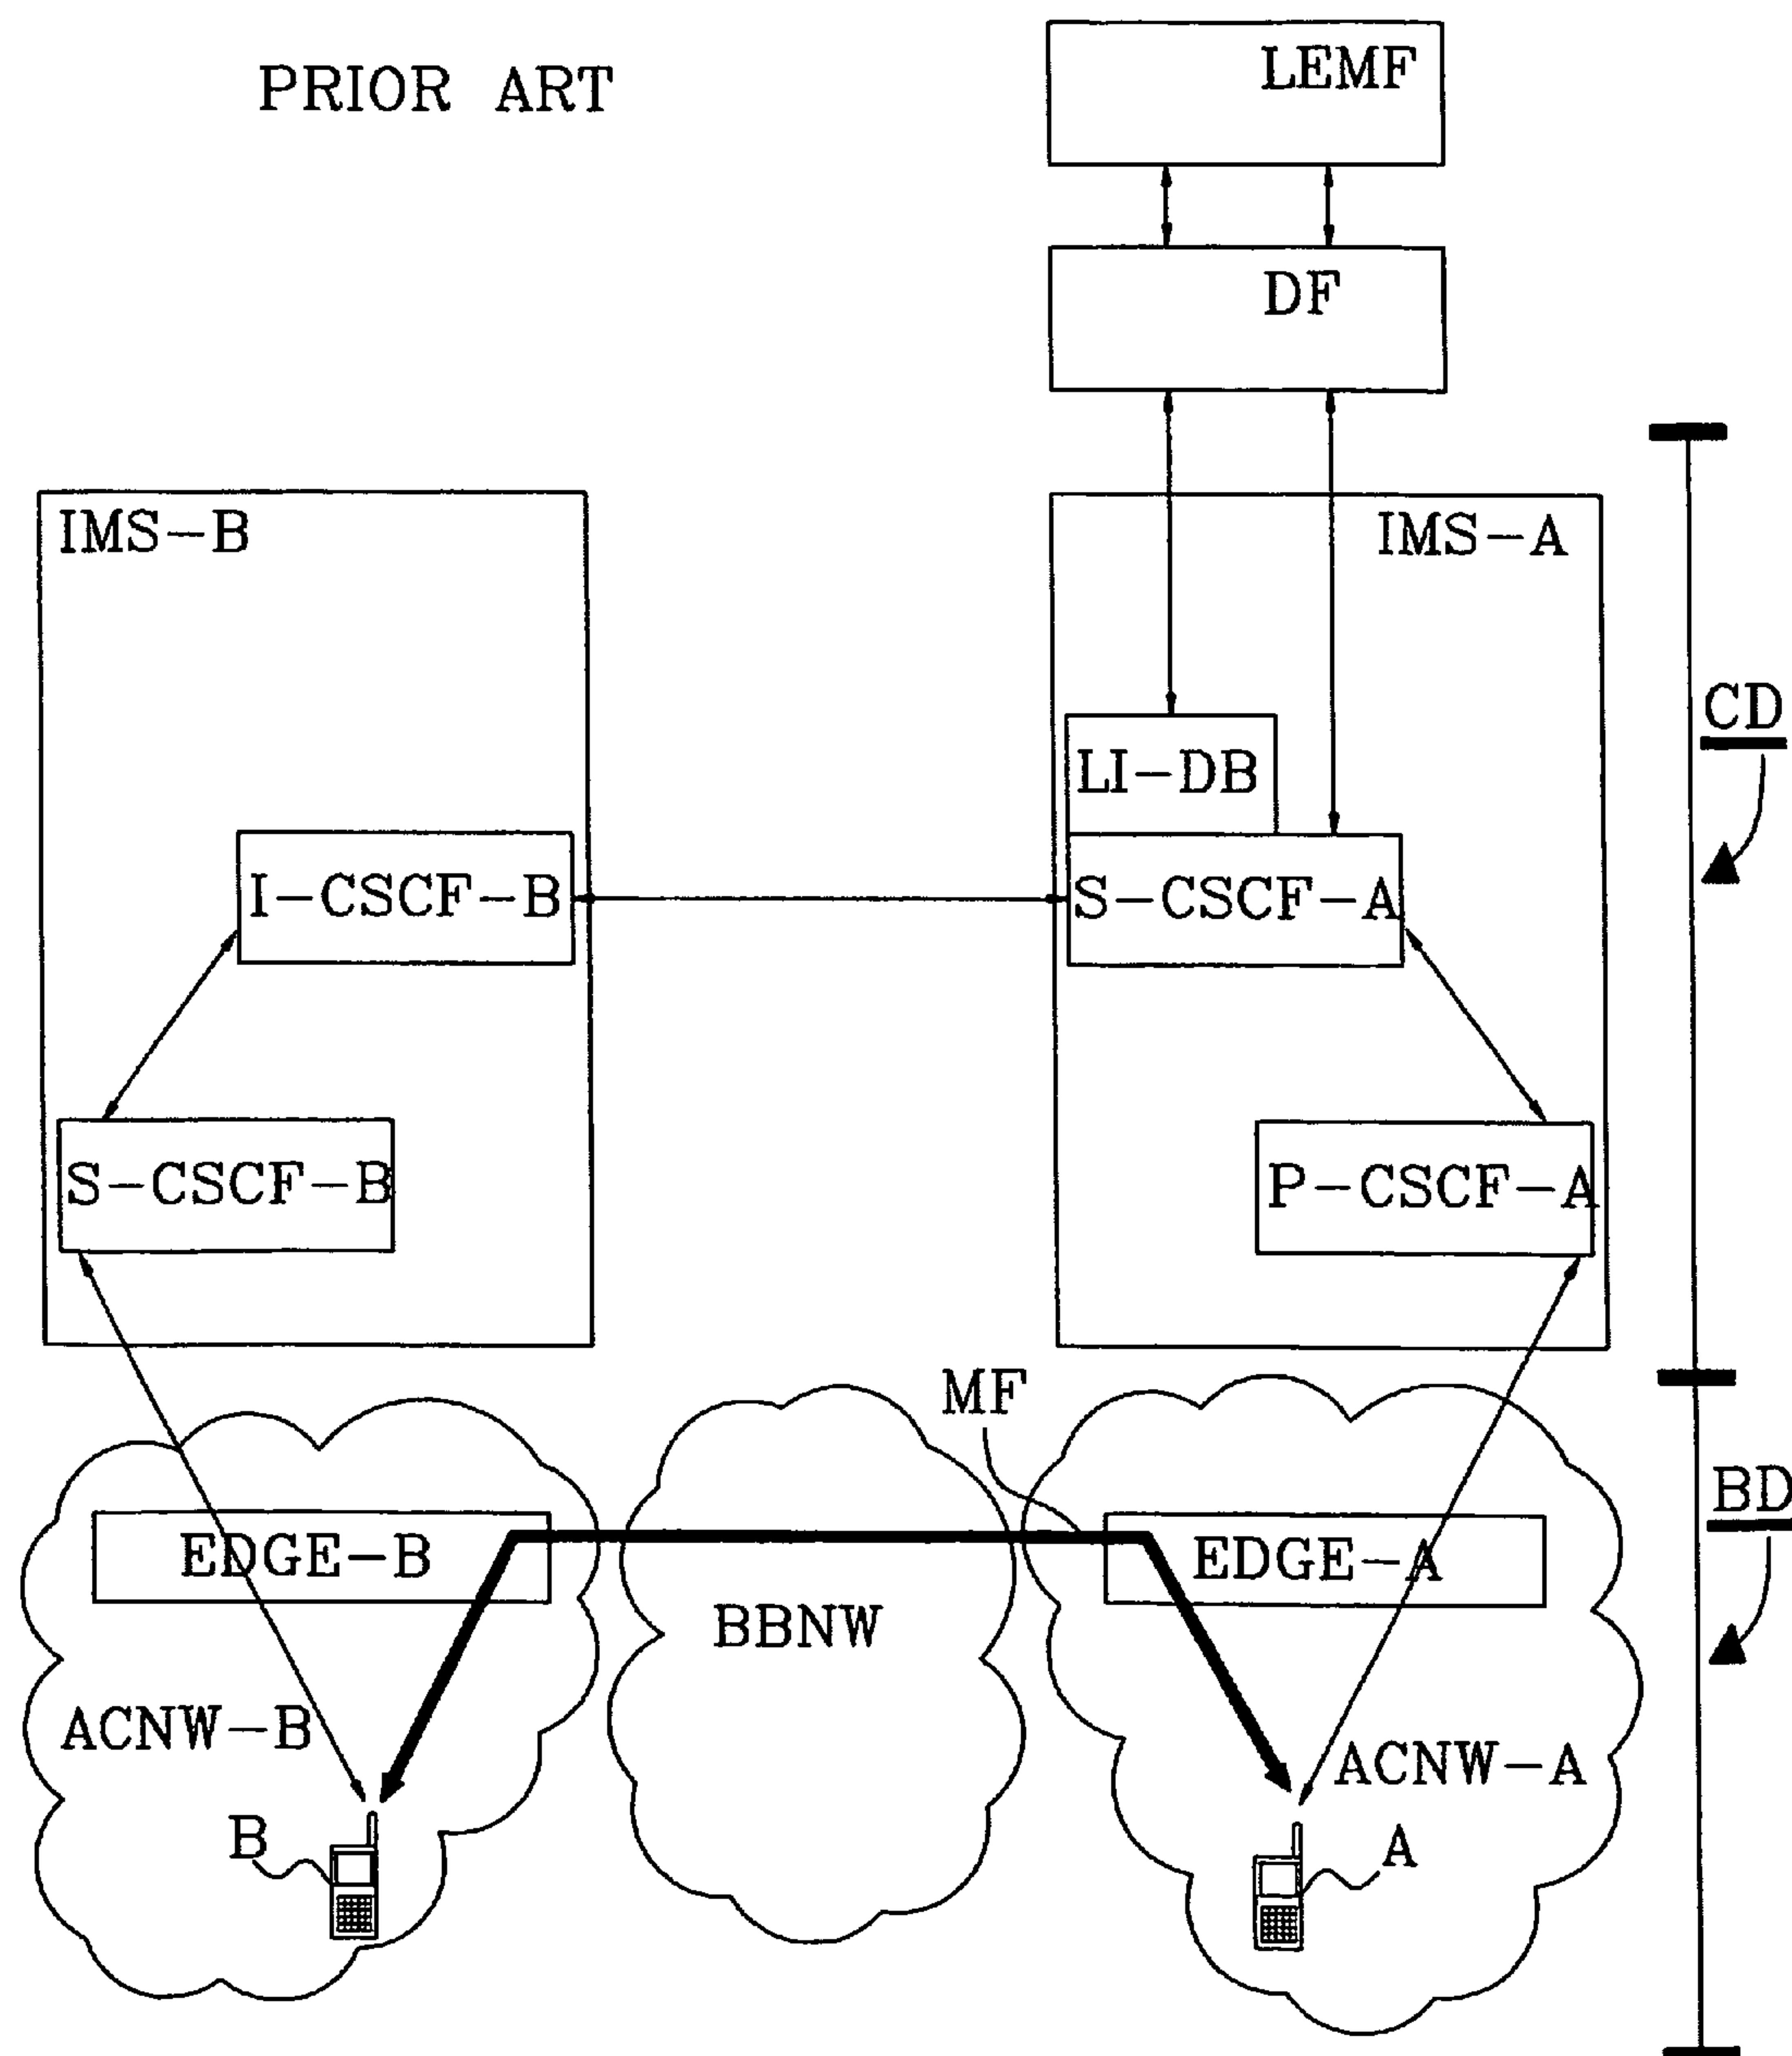 PRIOR ART
LEMF
DF
IMS-B
IMS-A
CD
LI-DB
I-CSCF-B
S-CSCF-A
S-CSCF-B
P-CSCF-A
MF
BD
EDGE-B
EDGE-A
BBNW
ACNW-B
ACNW-A
B
A